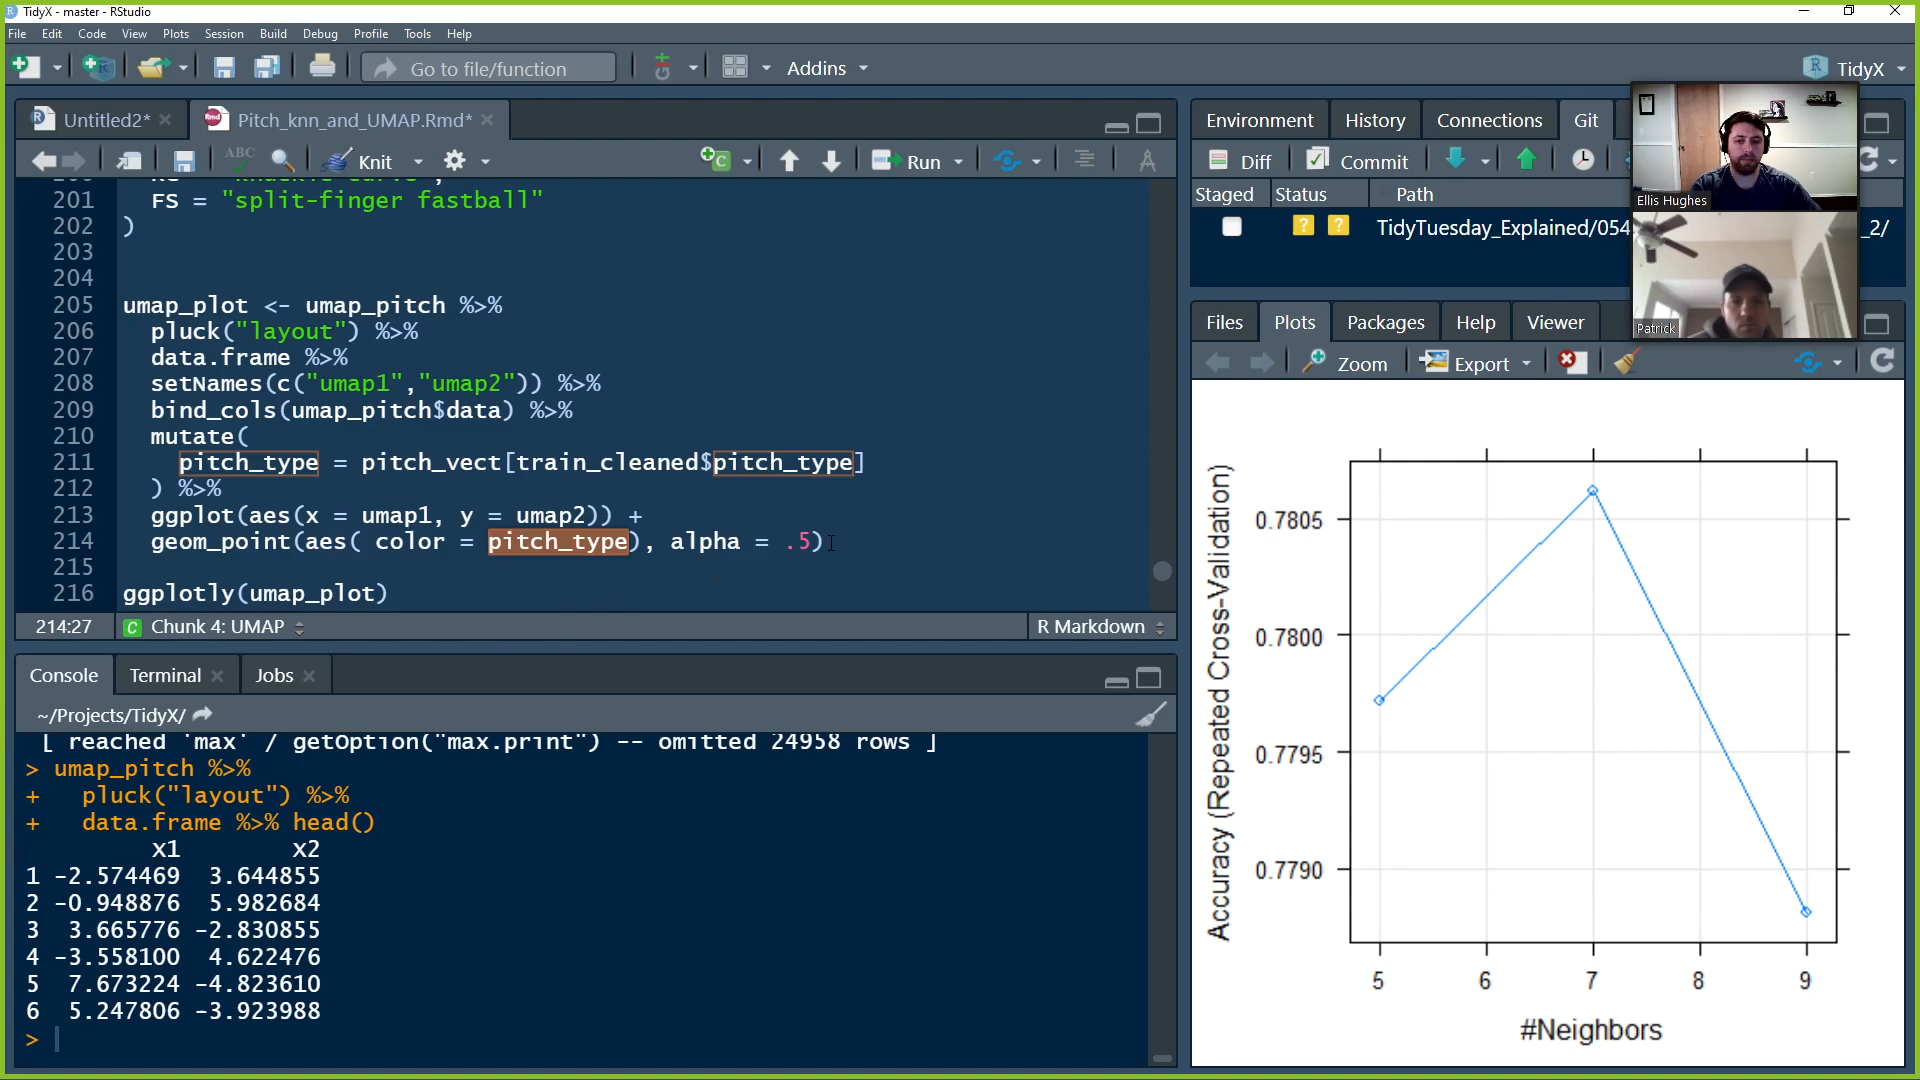 TidyX - master - RStudio
File Edit Code View Plots Session Build Debug Profile Tools Help
Go to file/function
Addins
TidyX
Untitled2*
Pitch_knn_and_UMAP.Rmd*
ABC
Knit
Run
201 FS = "split-finger fastball"
202 )
203
204
205 umap_plot <- umap_pitch %>%
206 pluck("layout") %>%
207 data.frame %>%
208 setNames(c("umap1","umap2")) %>%
209 bind_cols(umap_pitch$data) %>%
210 mutate(
211 pitch_type = pitch_vect[train_cleaned$pitch_type]
212 ) %>%
213 ggplot(aes(x = umap1, y = umap2)) +
214 geom_point(aes( color = pitch_type), alpha = .5)
215
216 ggplotly(umap_plot)
214:27
Chunk 4: UMAP
R Markdown
Console Terminal Jobs
~/Projects/TidyX/
[ reached 'max' / getOption("max.print") -- omitted 24958 rows ]
> umap_pitch %>%
+ pluck("layout") %>%
+ data.frame %>% head()
X1 X2
1 -2.574469 3.644855
2 -0.948876 5.982684
3 3.665776 -2.830855
4 -3.558100 4.622476
5 7.673224 -4.823610
6 5.247806 -3.923988
>
Environment History Connections Git
Diff Commit
Staged Status Path
TidyTuesday_Explained/054
_2/
Ellis Hughes
Patrick
Files Plots Packages Help Viewer
Zoom Export
Accuracy (Repeated Cross-Validation)
0.7805
0.7800
0.7795
0.7790
5 6 7 8 9
#Neighbors